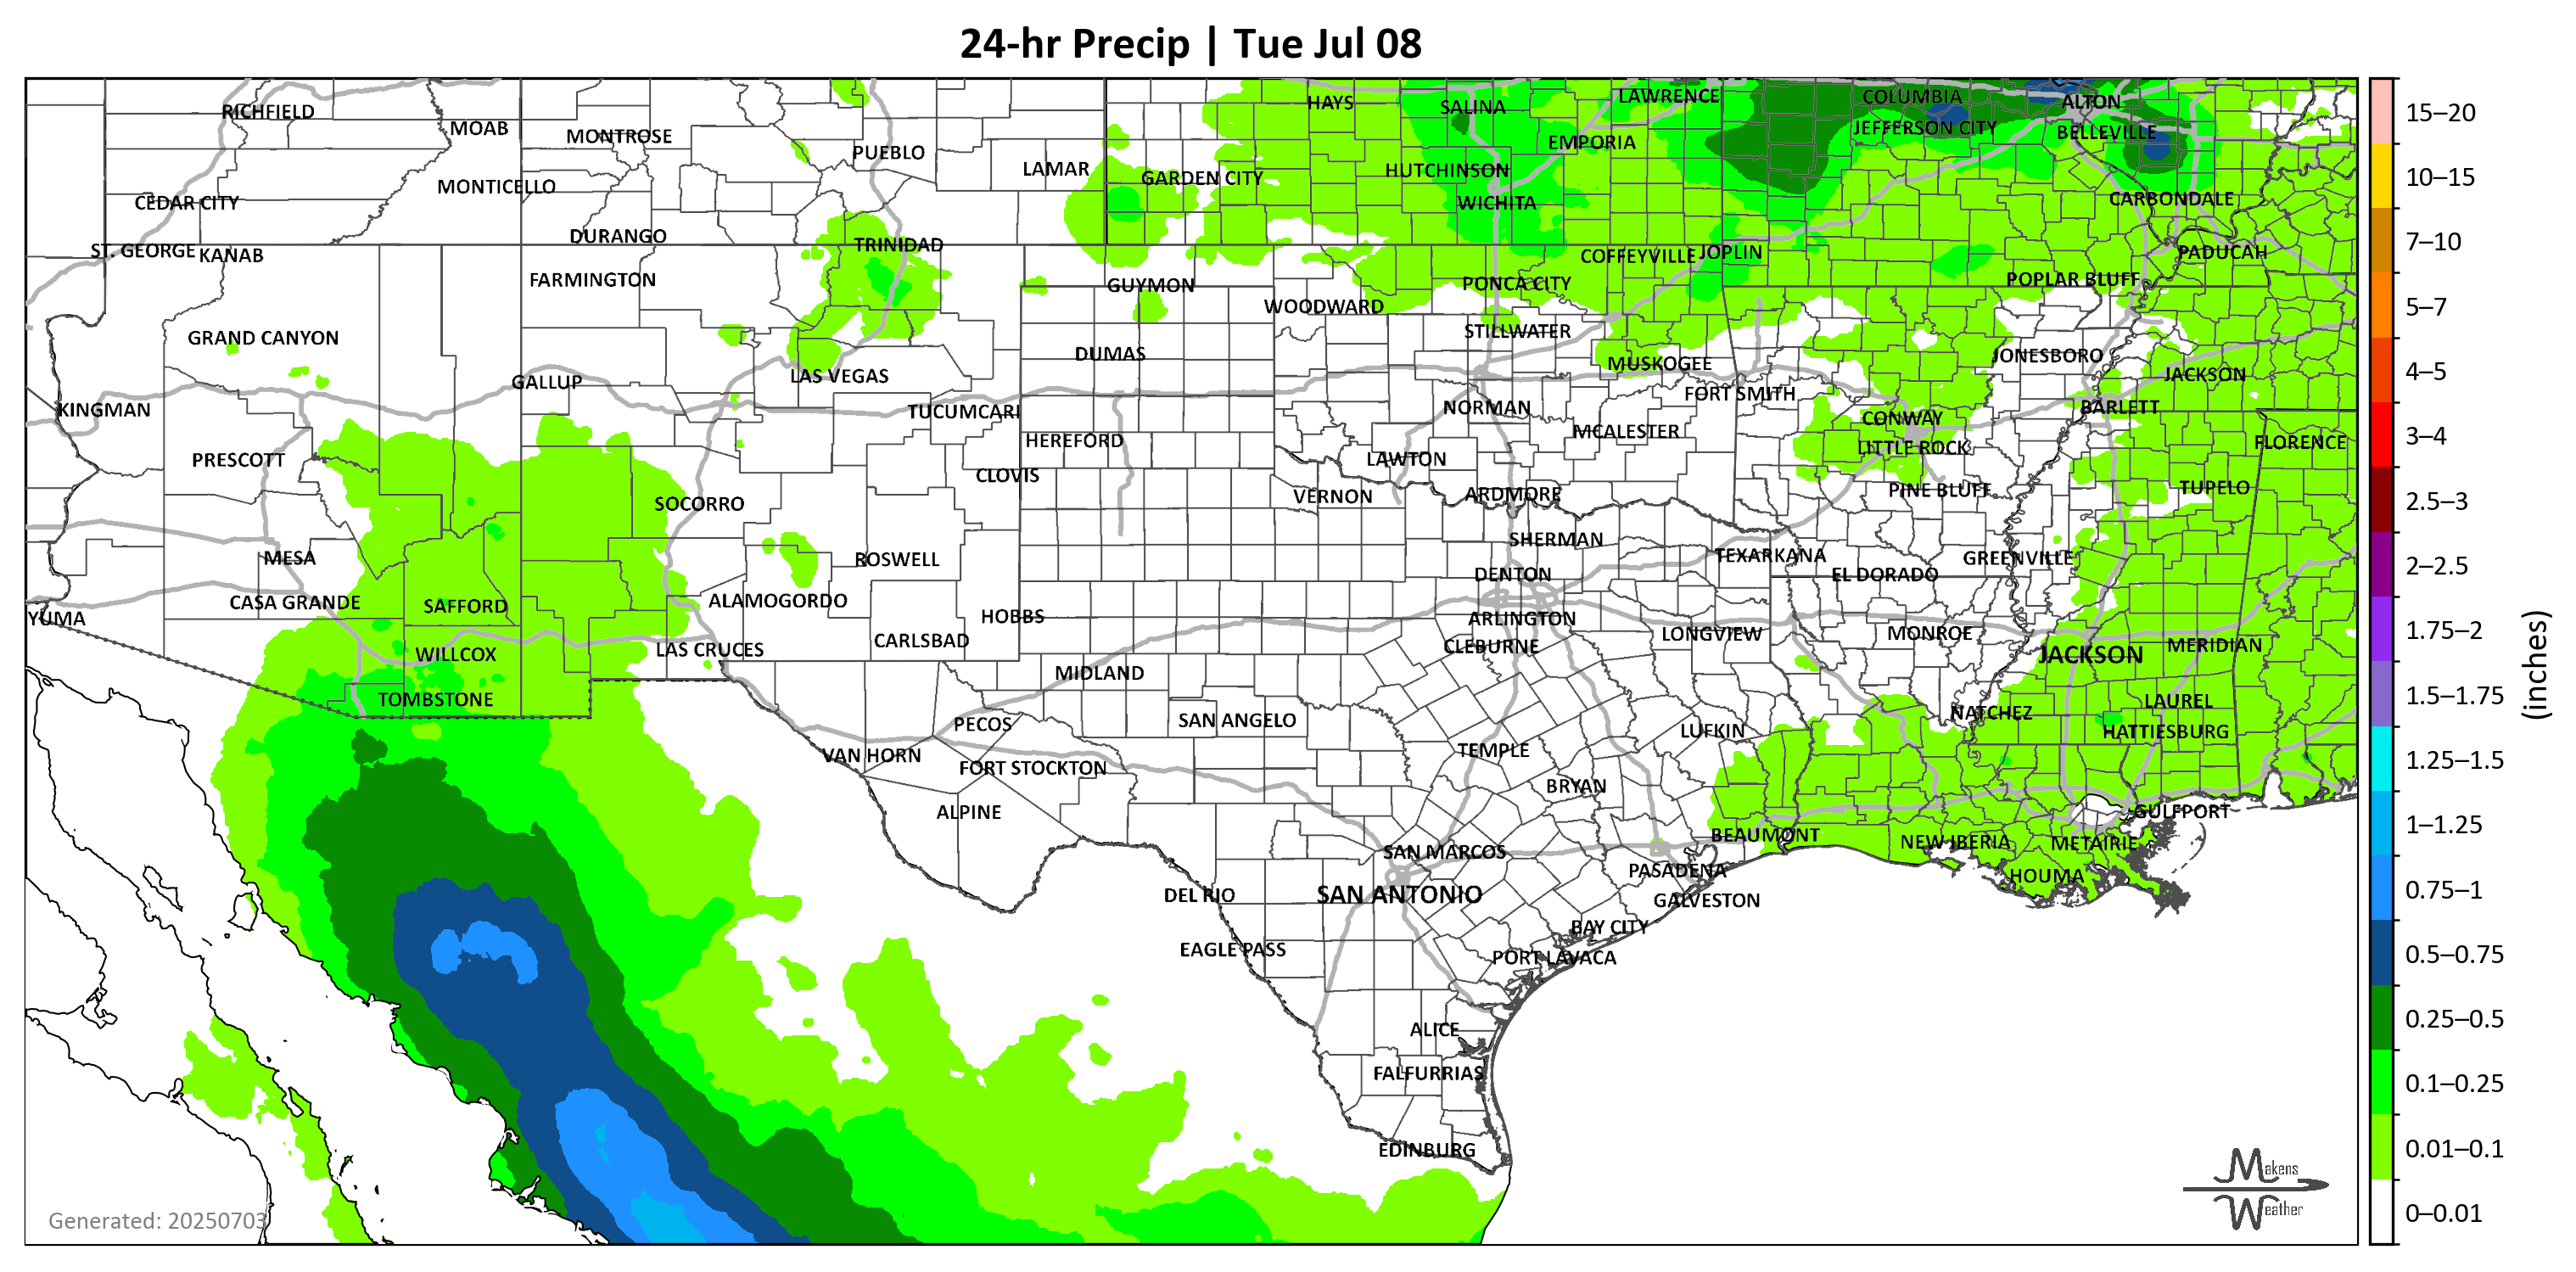 24-hr Precip | Tue Jul 08
RICHFIELD
MOAB
MONTROSE
PUEBLO
LAMAR
GARDEN CITY
HAYS
SALINA
LAWRENCE
COLUMBIA
ALTON
JEFFERSON CITY
BELLEVILLE
EMPORIA
HUTCHINSON
MONTICELLO
CEDAR CITY
WICHITA
CARBONDALE
ST. GEORGE
KANAB
DURANGO
TRINIDAD
COFFEYVILLE
JOPLIN
PADUCAH
FARMINGTON
GUYMON
PONCA CITY
POPLAR BLUFF
WOODWARD
GRAND CANYON
STILLWATER
DUMAS
MUSKOGEE
JONESBORO
JACKSON
GALLUP
LAS VEGAS
FORT SMITH
KINGMAN
TUCUMCARI
NORMAN
CONWAY
BARLETT
HEREFORD
MCALESTER
LITTLE ROCK
FLORENCE
PRESCOTT
LAWTON
CLOVIS
SOCORRO
VERNON
ARDMORE
PINE BLUFF
TUPELO
MESA
ROSWELL
SHERMAN
TEXARKANA
GREENVILLE
DENTON
EL DORADO
CASA GRANDE
SAFFORD
ALAMOGORDO
HOBBS
YUMA
ARLINGTON
CARLSBAD
LONGVIEW
MONROE
WILLCOX
LAS CRUCES
CLEBURNE
JACKSON
MERIDIAN
MIDLAND
TOMBSTONE
LAUREL
PECOS
SAN ANGELO
NATCHEZ
LUFKIN
HATTIESBURG
VAN HORN
TEMPLE
FORT STOCKTON
BRYAN
ALPINE
GULFPORT
BEAUMONT
NEW IBERIA
METAIRIE
SAN MARCOS
PASADENA
HOUMA
DEL RIO
SAN ANTONIO
GALVESTON
BAY CITY
EAGLE PASS
PORT LAVACA
ALICE
FALFURRIAS
EDINBURG
Generated: 20250703
Makens
Weather
15–20
10–15
7–10
5–7
4–5
3–4
2.5–3
2–2.5
1.75–2
1.5–1.75
1.25–1.5
1–1.25
0.75–1
0.5–0.75
0.25–0.5
0.1–0.25
0.01–0.1
0–0.01
(inches)